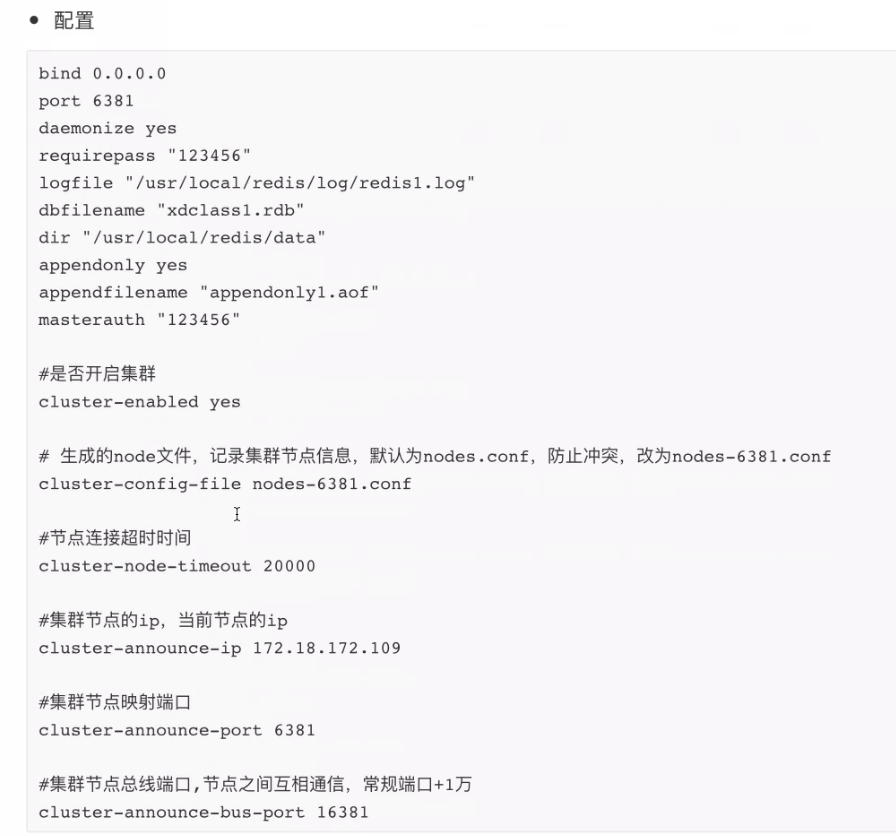 配置
bind 0.0.0.0
port 6381
daemonize yes
requirepass "123456"
logfile "/usr/local/redis/log/redis1.log"
dbfilename "xdclass1.rdb"
dir "/usr/local/redis/data"
appendonly yes
appendfilename "appendonly1.aof"
masterauth "123456"
#是否开启集群
cluster-enabled yes
# 生成的node文件，记录集群节点信息，默认为nodes.conf，防止冲突，改为nodes-6381.conf
cluster-config-file nodes-6381.conf
#节点连接超时时间
cluster-node-timeout 20000
#集群节点的ip，当前节点的ip
cluster-announce-ip 172.18.172.109
#集群节点映射端口
cluster-announce-port 6381
#集群节点总线端口,节点之间互相通信，常规端口+1万
cluster-announce-bus-port 16381